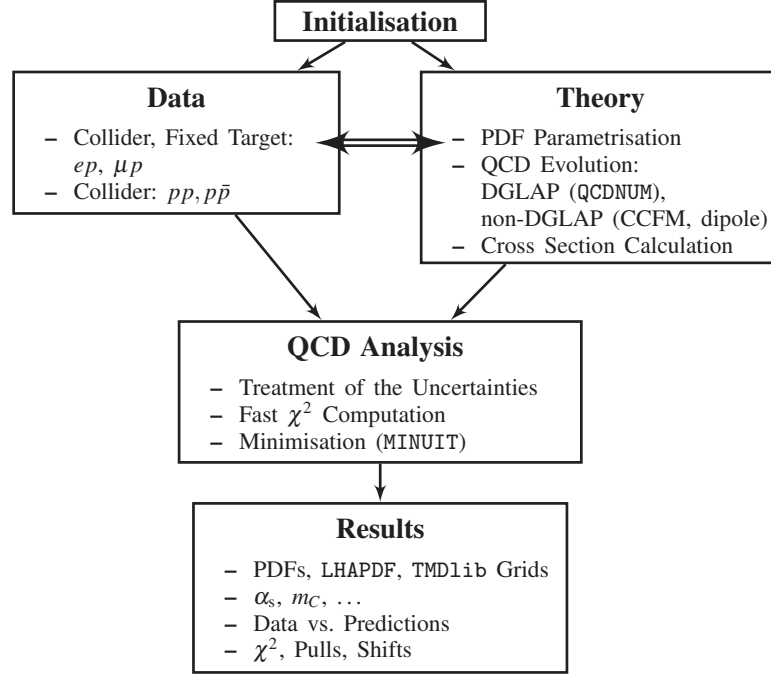 Initialisation
Data
– Collider, Fixed Target:
ep, μp
– Collider: pp, pp̄
Theory
– PDF Parametrisation
– QCD Evolution:
DGLAP (QCDNUM),
non-DGLAP (CCFM, dipole)
– Cross Section Calculation
QCD Analysis
– Treatment of the Uncertainties
– Fast χ² Computation
– Minimisation (MINUIT)
Results
– PDFs, LHAPDF, TMDlib Grids
– αₛ, m_C, ...
– Data vs. Predictions
– χ², Pulls, Shifts